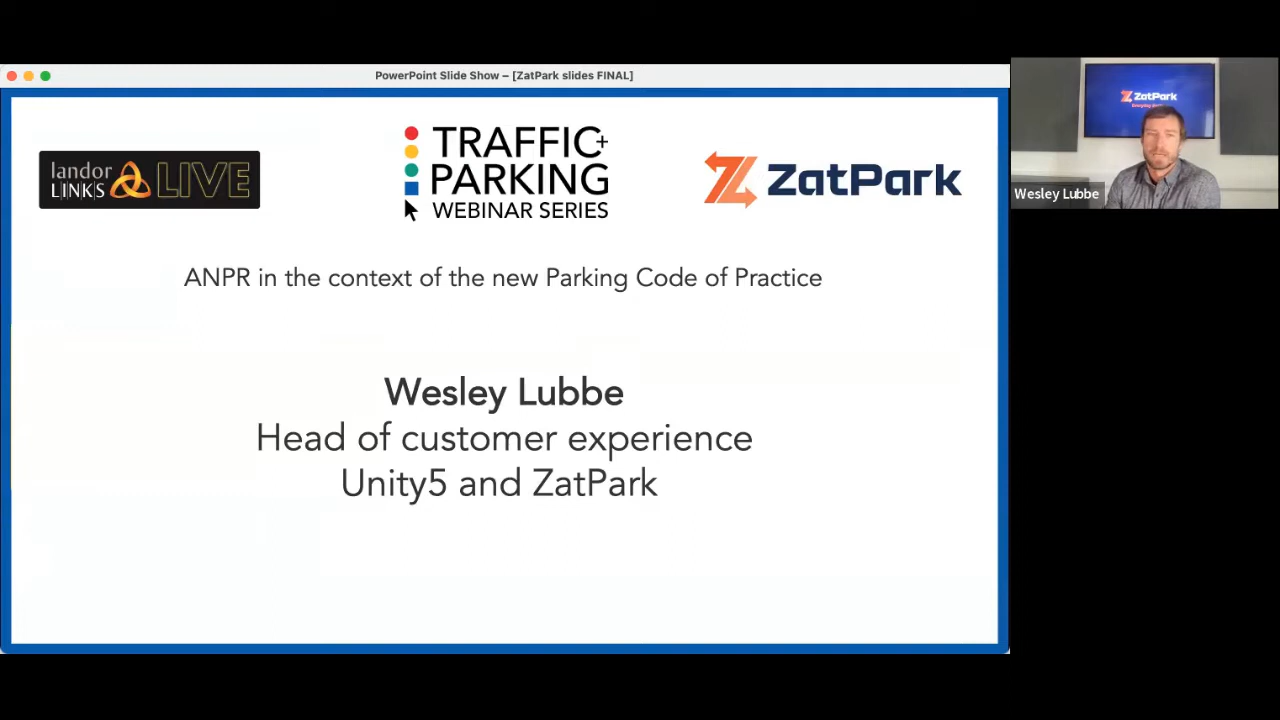 PowerPoint Slide Show – [ZatPark slides FINAL]
landor
LINKS
LIVE
TRAFFIC+
PARKING
WEBINAR SERIES
ZatPark
ANPR in the context of the new Parking Code of Practice
Wesley Lubbe
Head of customer experience
Unity5 and ZatPark
ZatPark
Wesley Lubbe